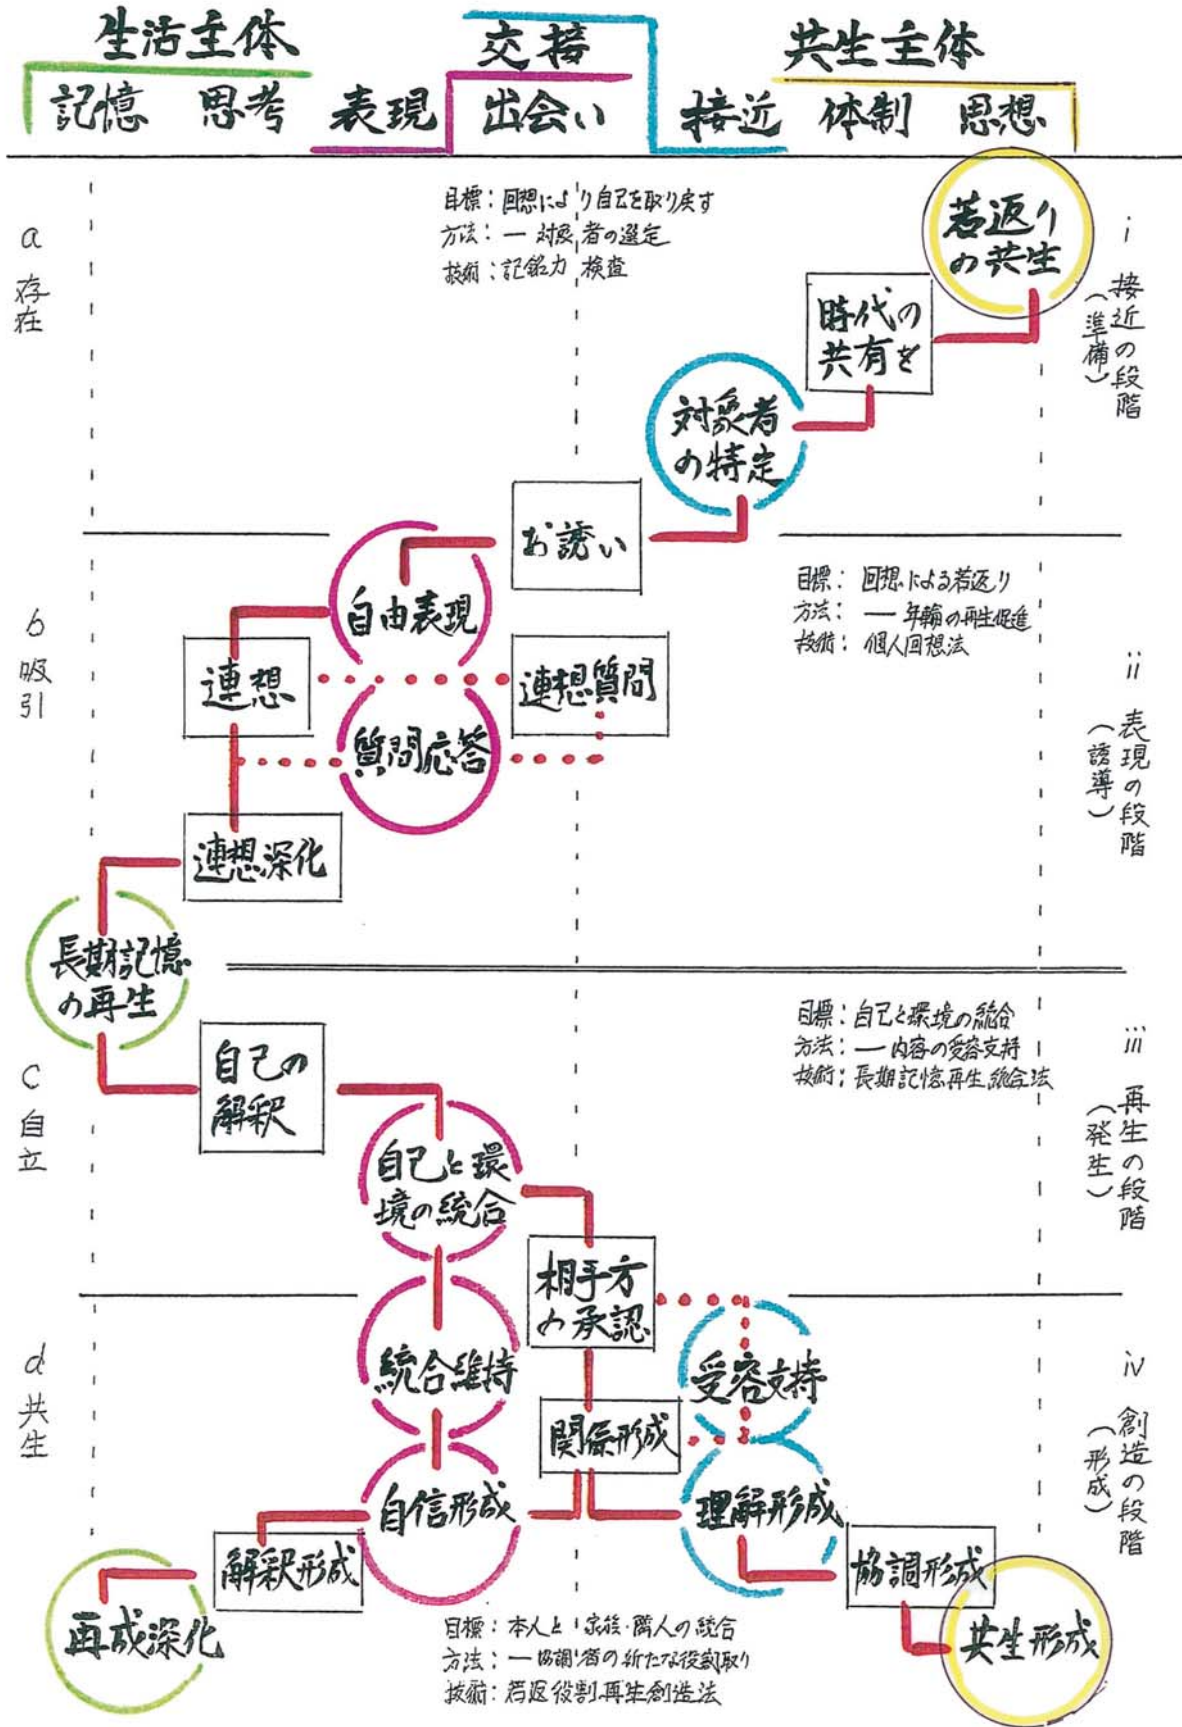 生活主体 交接 共生主体
記憶 思考 表現 出会い 接近 体制 思想
a 存在
目標：回想により自己を取り戻す
方法：— 対象者の選定
技術：記銘力 検査
若返り
の共生
i 接近の段階
（準備）
時代の
共有を
対象者
の特定
お誘い
b 吸引
自由表現
目標：回想による若返り
方法：— 年輪の再生促進
技術：個人回想法
連想
連想質問
質問応答
ii 表現の段階
（誘導）
連想深化
長期記憶
の再生
c 自立
自己の
解釈
目標：自己と環境の統合
方法：— 内容の受容支持
技術：長期記憶再生統合法
iii 再生の段階
（発生）
自己と環
境の統合
相手方
の承認
d 共生
統合維持
受容支持
関係形成
iv 創造の段階
（形成）
自信形成
理解形成
解釈形成
協調形成
再成深化
共生形成
目標：本人と家族・隣人の統合
方法：— 協調者の新たな役割取り
技術：若返役割再生創造法